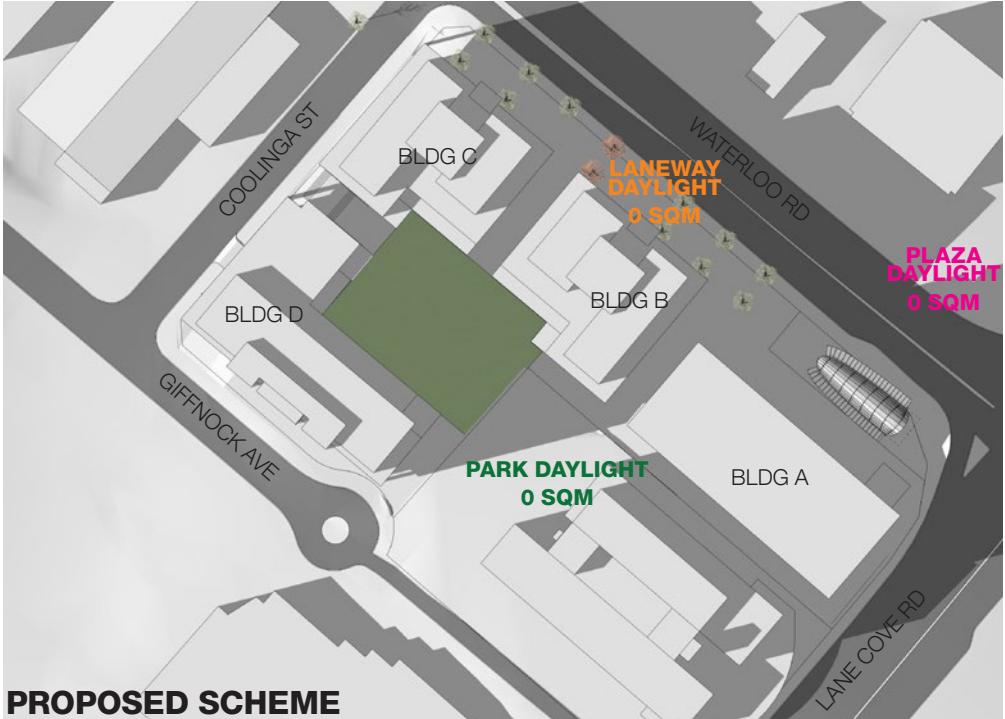 COOLINGA ST
BLDG C
WATERLOO RD
LANEWAY
DAYLIGHT
0 SQM
PLAZA
DAYLIGHT
0 SQM
BLDG B
BLDG D
GIFFNOCK AVE
PARK DAYLIGHT
0 SQM
BLDG A
LANE COVE RD
PROPOSED SCHEME